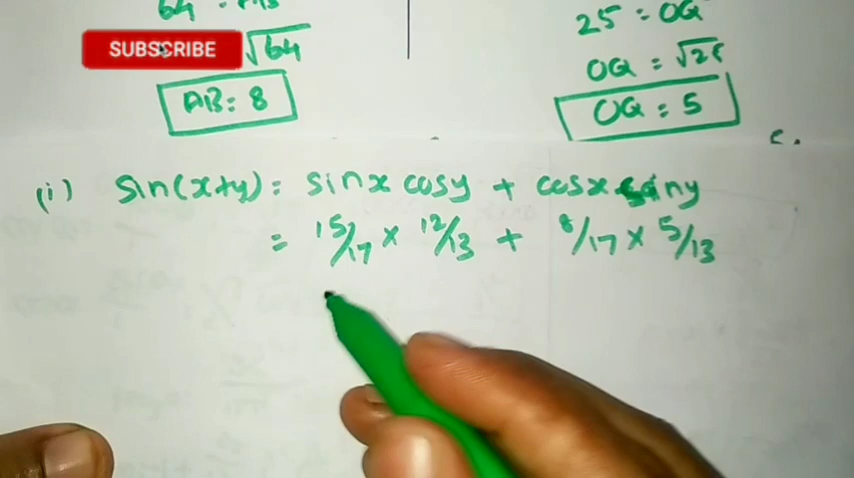 64 =
SUBSCRIBE √64
AB = 8
25 = OQ
OQ = √25
OQ = 5
c.
(i) sin(x+y) = sinx cosy + cosx siny
= 15/17 × 12/13 + 8/17 × 5/13